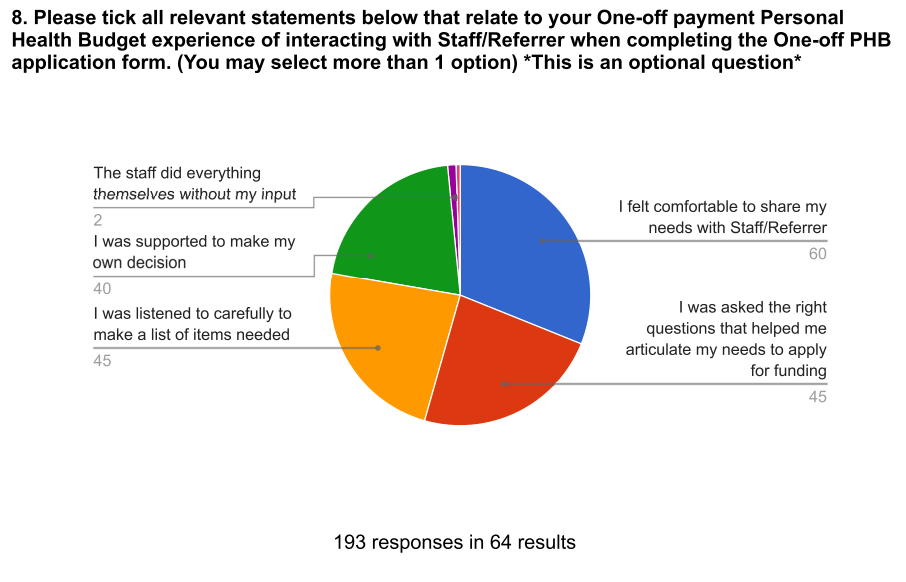 8. Please tick all relevant statements below that relate to your One-off payment Personal
Health Budget experience of interacting with Staff/Referrer when completing the One-off PHB
application form. (You may select more than 1 option) *This is an optional question*
The staff did everything
themselves without my input
2
I was supported to make my
own decision
40
I was listened to carefully to
make a list of items needed
45
I felt comfortable to share my
needs with Staff/Referrer
60
I was asked the right
questions that helped me
articulate my needs to apply
for funding
45
193 responses in 64 results